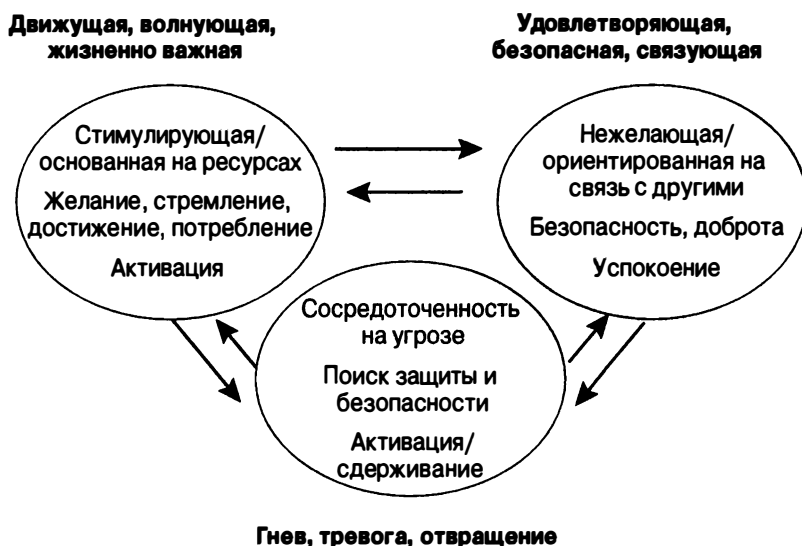 Движущая, волнующая,
жизненно важная
Удовлетворяющая,
безопасная, связующая
Стимулирующая/
основанная на ресурсах
Желание, стремление,
достижение, потребление
Активация
Нежелающая/
ориентированная на
связь с другими
Безопасность, доброта
Успокоение
Сосредоточенность
на угрозе
Поиск защиты и
безопасности
Активация/
сдерживание
Гнев, тревога, отвращение